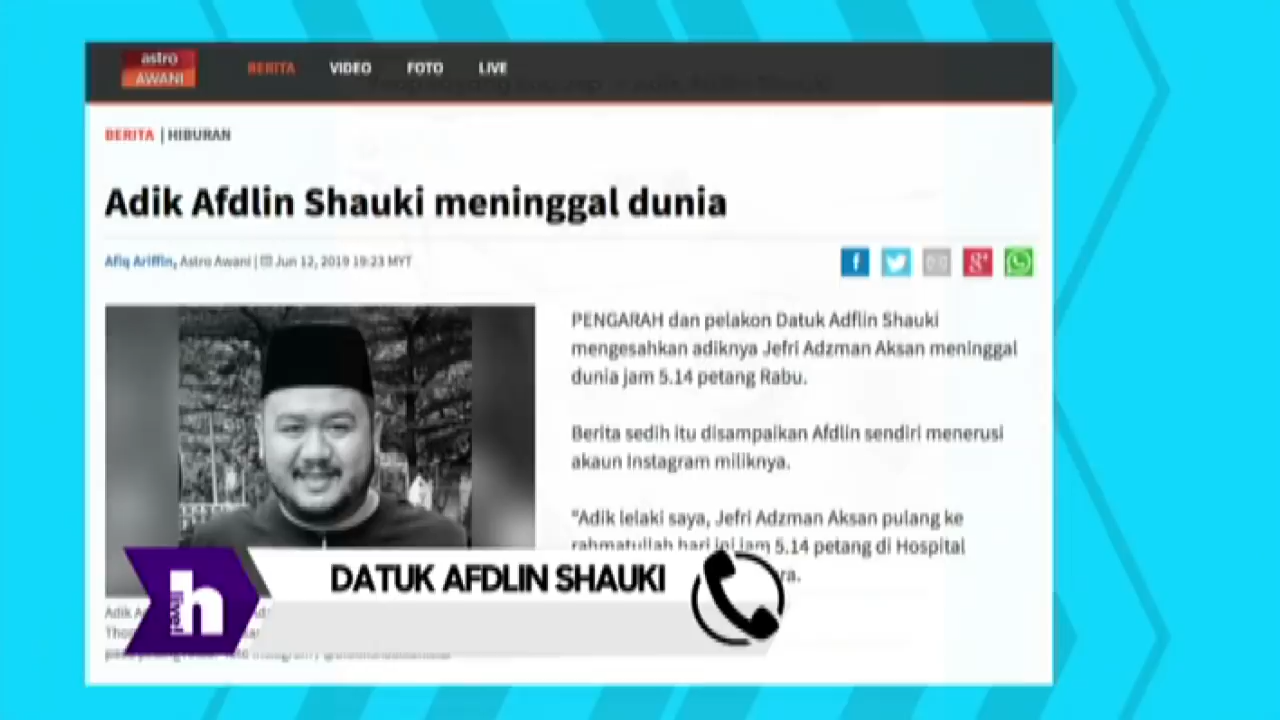 astro
AWANI
BERITA VIDEO FOTO LIVE
BERITA | HIBURAN
Adik Afdlin Shauki meninggal dunia
Afiq Ariffin, Astro Awani | Jun 12, 2019 19:23 MYT
PENGARAH dan pelakon Datuk Adflin Shauki
mengesahkan adiknya Jefri Adzman Aksan meninggal
dunia jam 5.14 petang Rabu.
Berita sedih itu disampaikan Afdlin sendiri menerusi
akaun Instagram miliknya.
"Adik lelaki saya, Jefri Adzman Aksan pulang ke
rahmatullah hari ini jam 5.14 petang di Hospital
DATUK AFDLIN SHAUKI
h live!
Adik